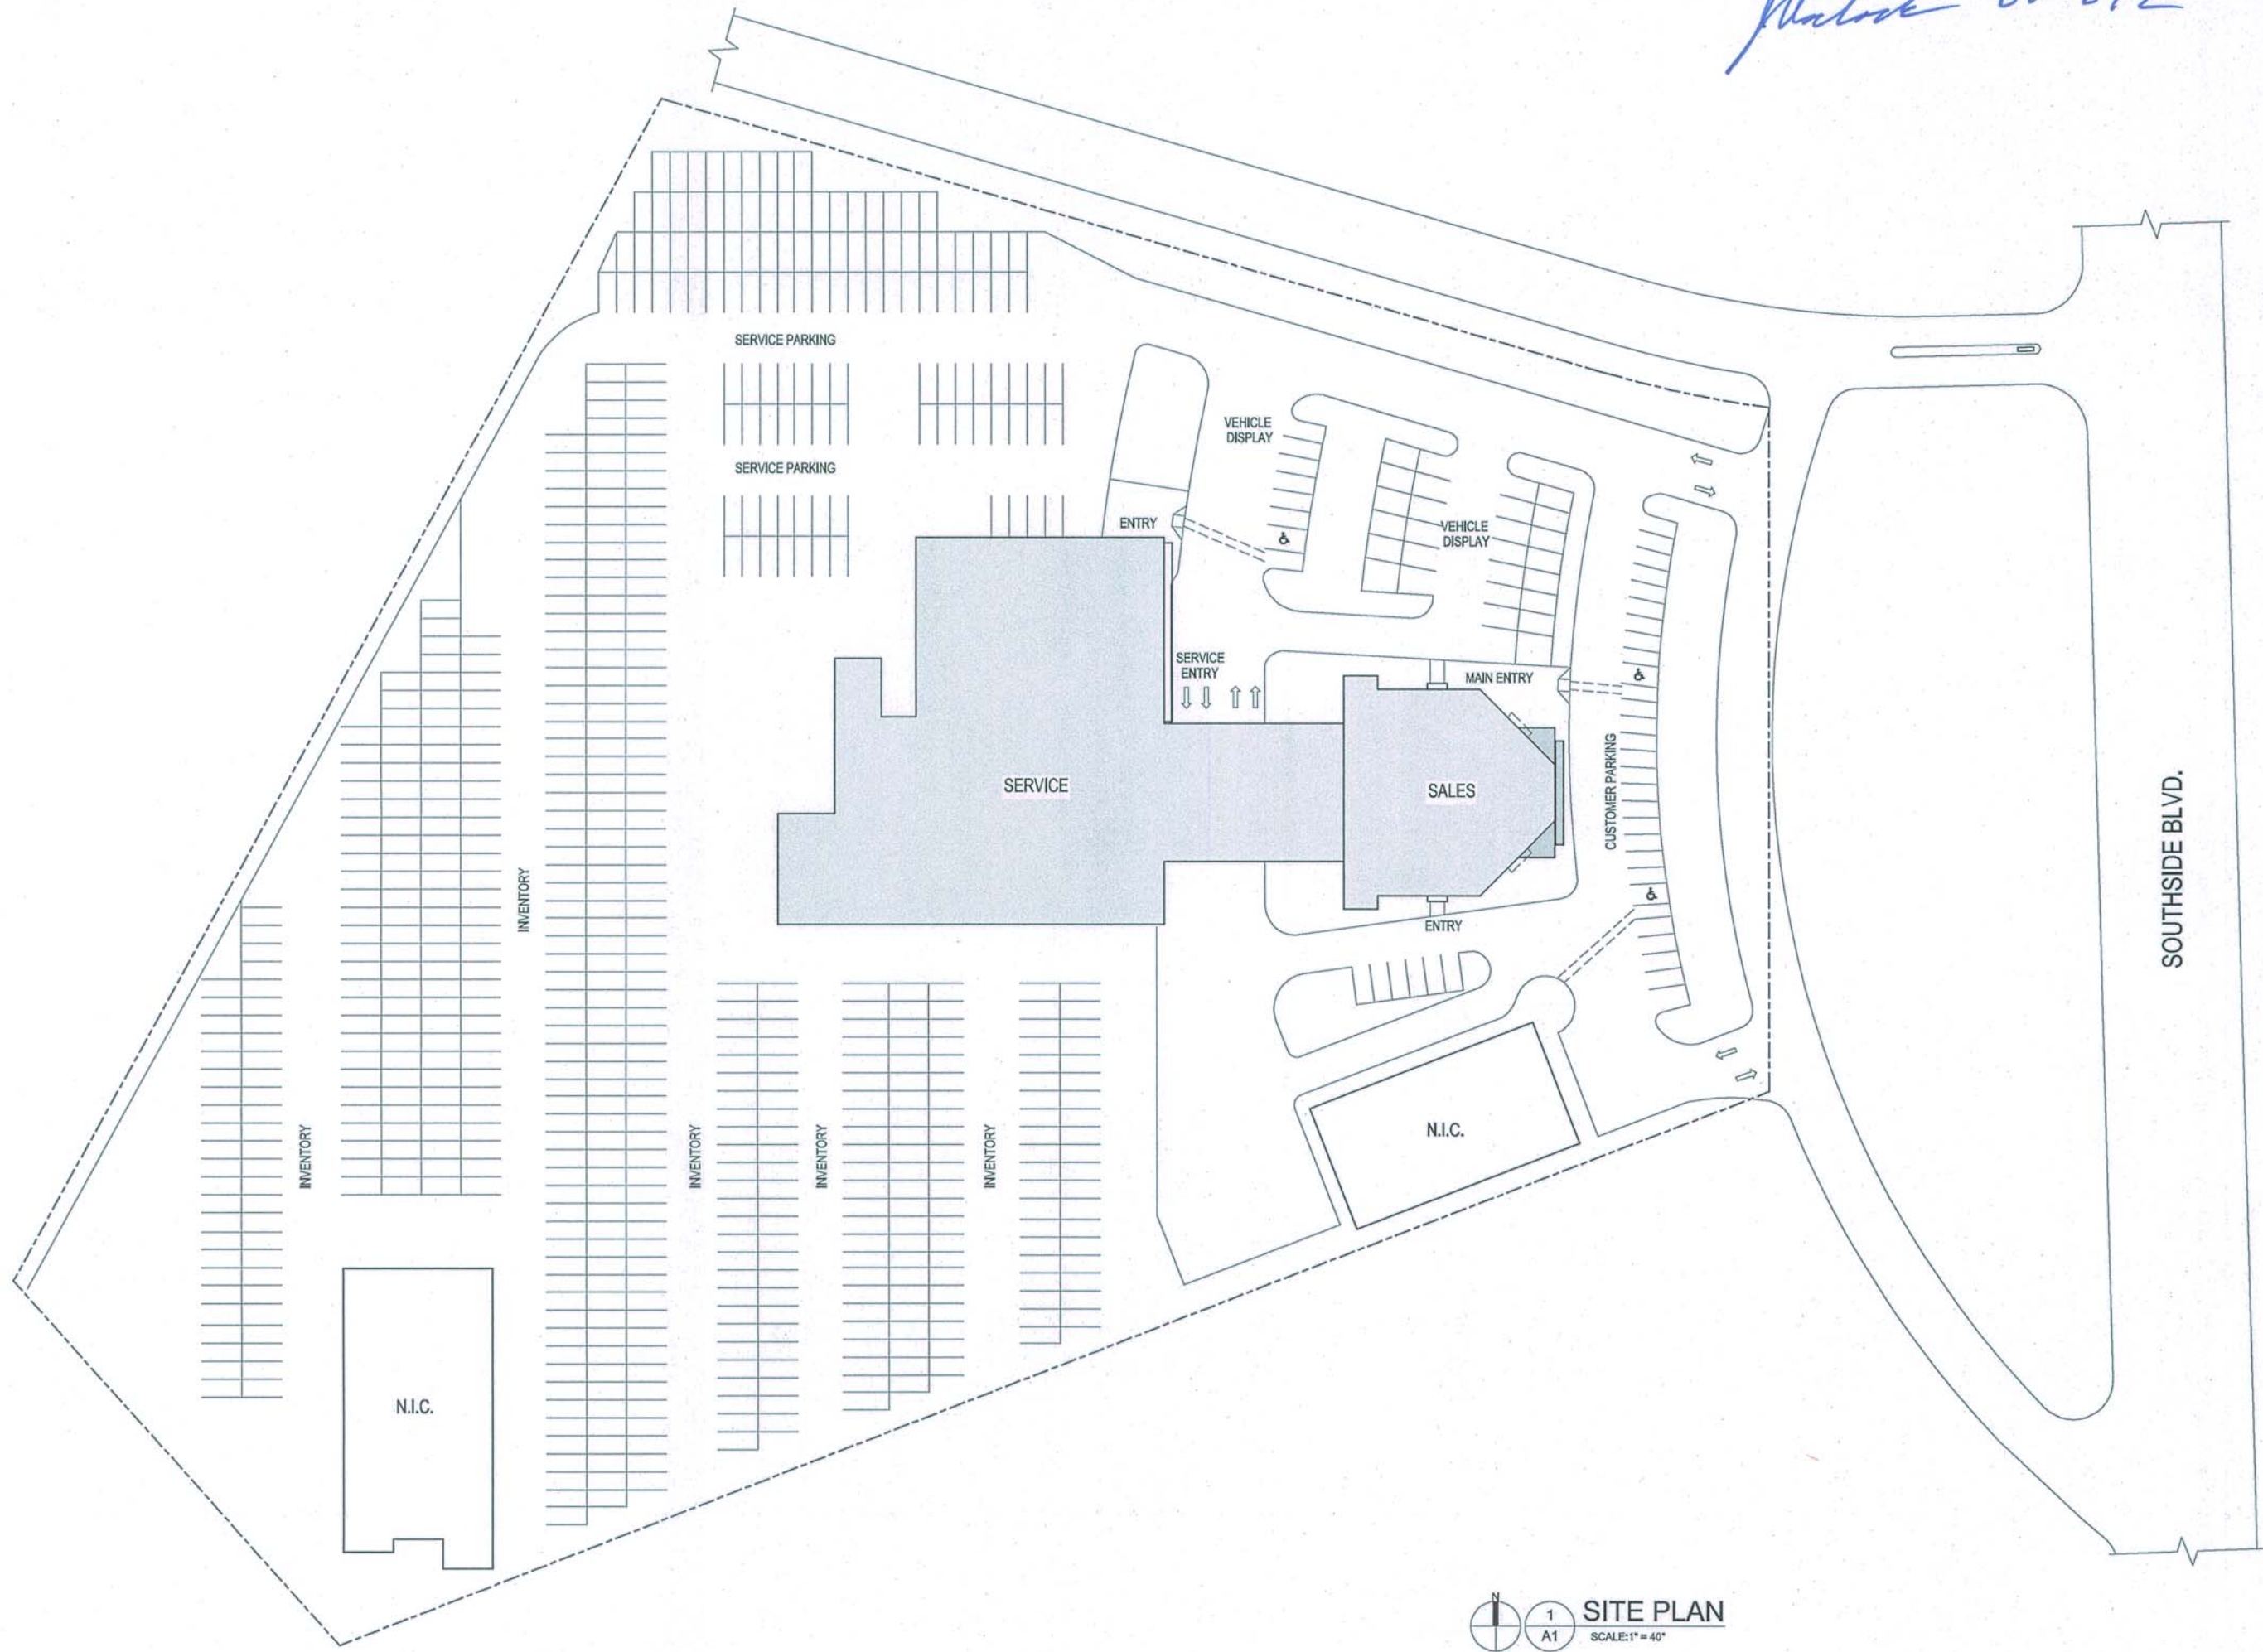 SERVICE PARKING
SERVICE PARKING
VEHICLE
DISPLAY
VEHICLE
DISPLAY
ENTRY
SERVICE
ENTRY
MAIN ENTRY
SERVICE
SALES
CUSTOMER PARKING
ENTRY
SOUTHSIDE BLVD.
INVENTORY
INVENTORY
INVENTORY
INVENTORY
INVENTORY
N.I.C.
N.I.C.
N
1
A1
SITE PLAN
SCALE:1"= 40"